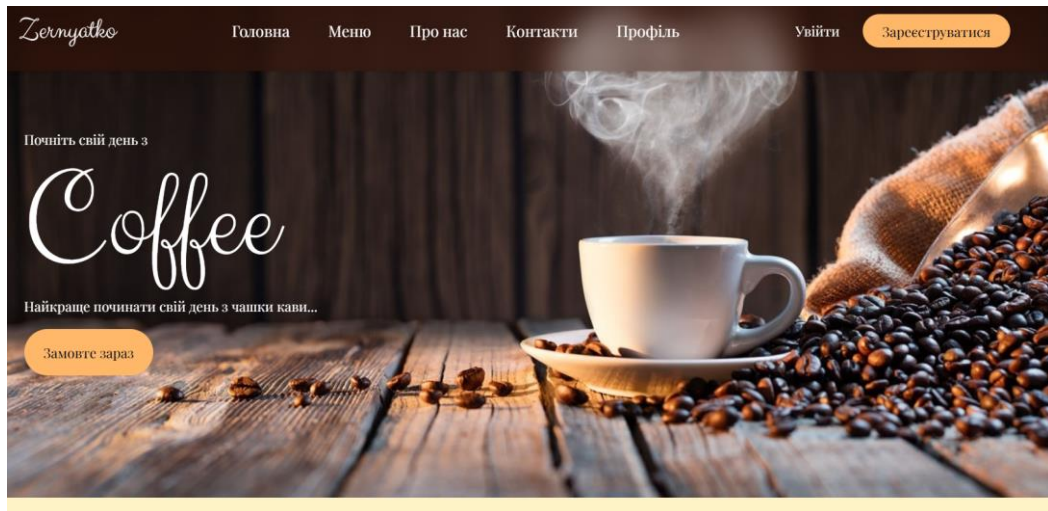 Zernyatko
Головна Меню Про нас Контакти Профіль Увійти Зареєструватися
Почніть свій день з
Coffee
Найкраще починати свій день з чашки кави...
Замовте зараз